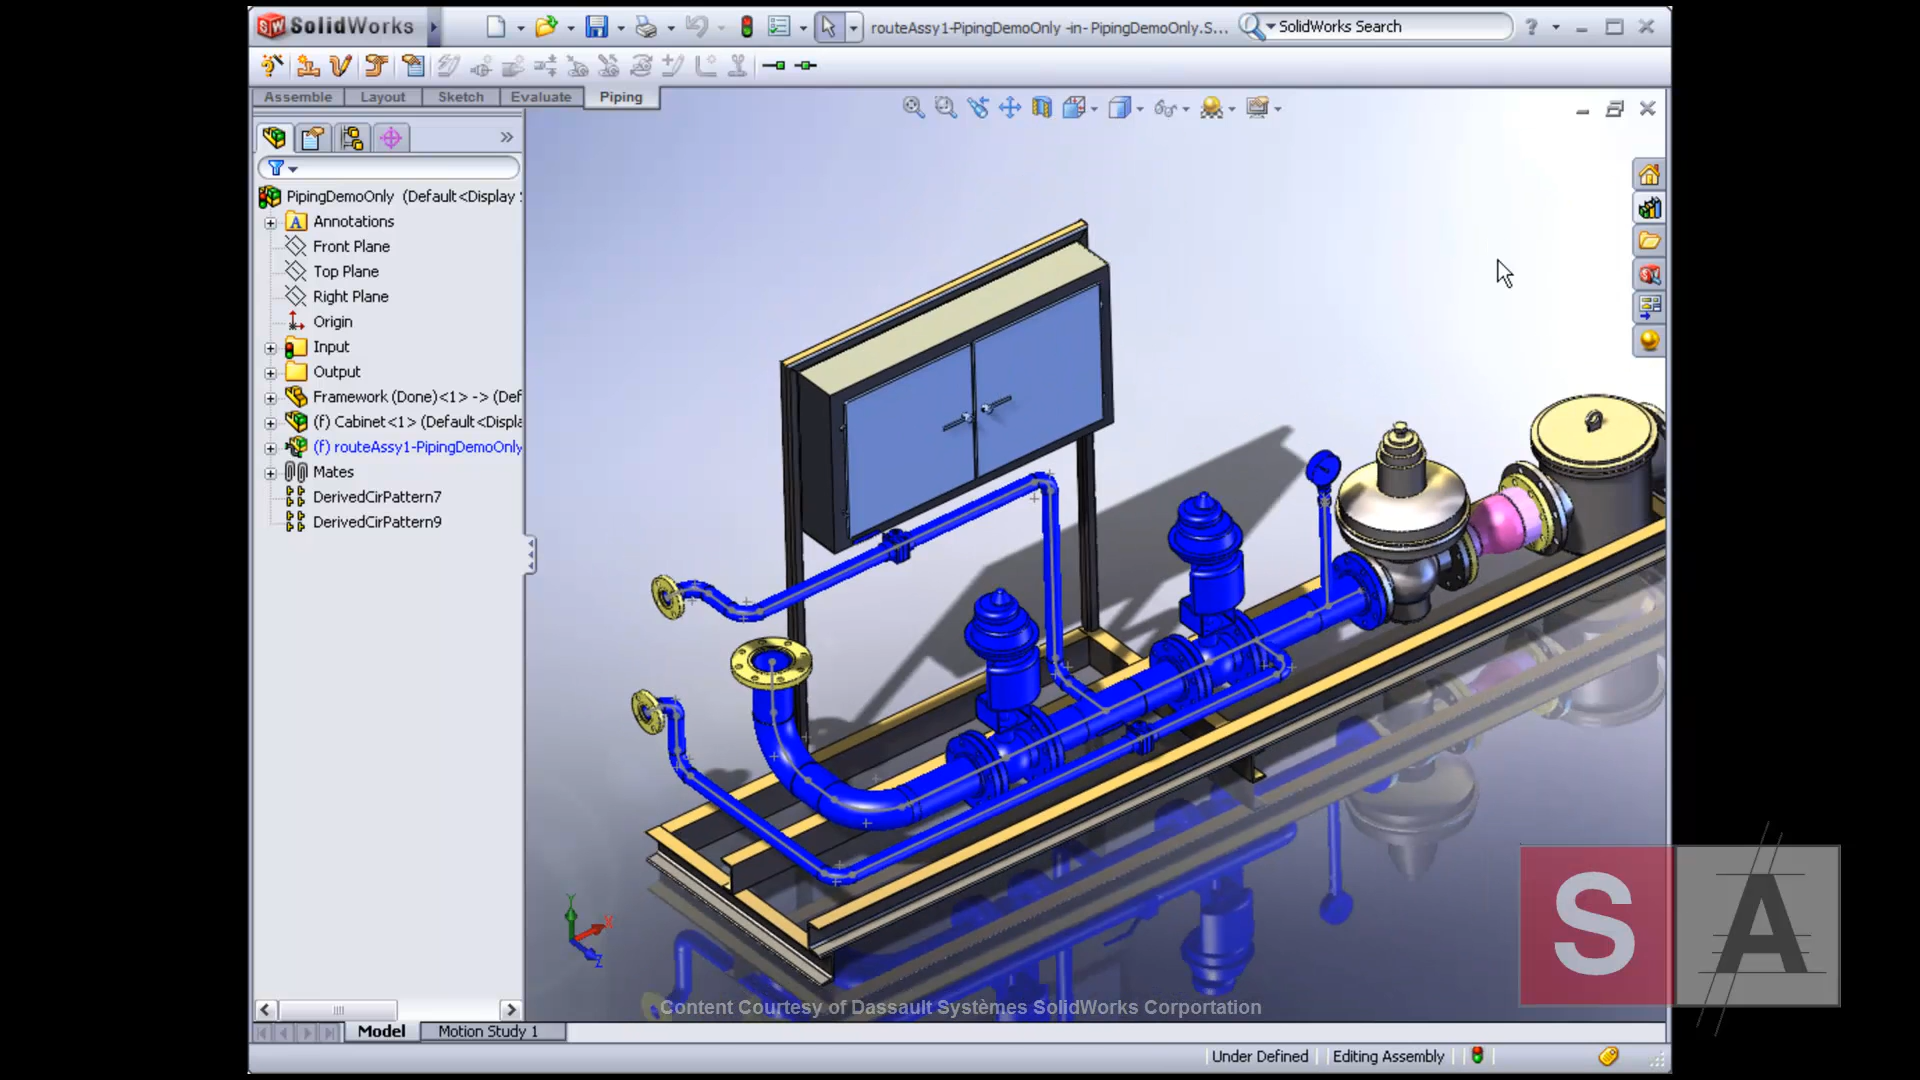 SolidWorks
routeAssy1-PipingDemoOnly -in- PipingDemoOnly.S...
SolidWorks Search
Assemble
Layout
Sketch
Evaluate
Piping
PipingDemoOnly (Default<Display
Annotations
Front Plane
Top Plane
Right Plane
Origin
Input
Output
Framework (Done)<1> -> (Def
(f) Cabinet<1> (Default<Displa
(f) routeAssy1-PipingDemoOnly
Mates
DerivedCirPattern7
DerivedCirPattern9
Y
X
Z
SA
Content Courtesy of Dassault Systèmes SolidWorks Corportation
Model
Motion Study 1
Under Defined
Editing Assembly